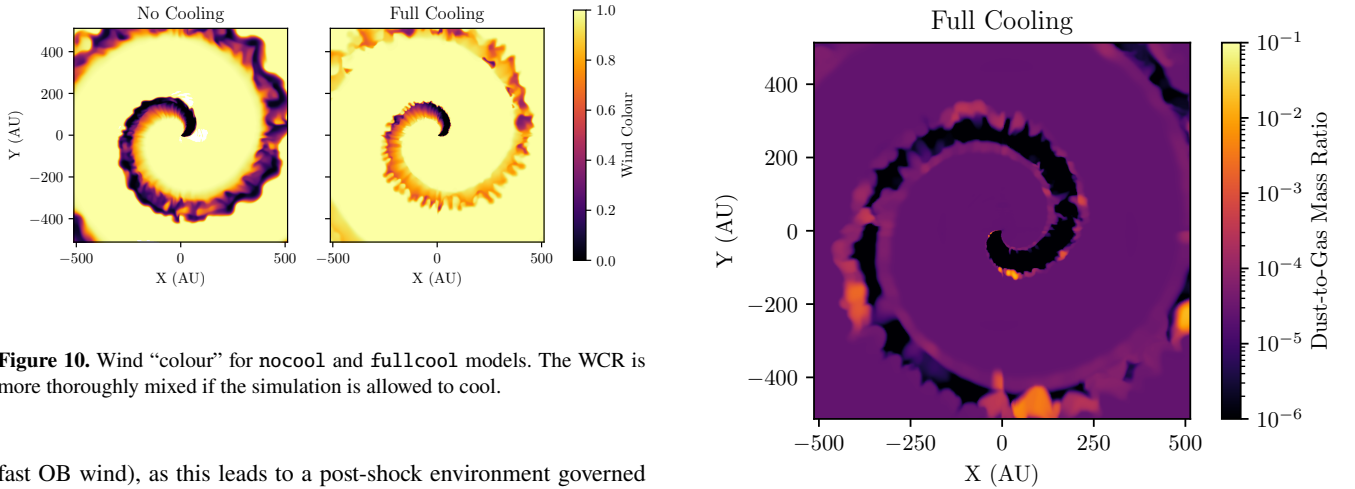 No Cooling
Full Cooling
400
200
0
−200
−400
Y (AU)
−500
0
500
X (AU)
−500
0
500
X (AU)
1.0
0.8
0.6
0.4
0.2
0.0
Wind Colour
Figure 10. Wind “colour” for nocool and fullcool models. The WCR is
more thoroughly mixed if the simulation is allowed to cool.
fast OB wind), as this leads to a post-shock environment governed
Full Cooling
400
200
0
−200
−400
Y (AU)
−500
−250
0
250
500
X (AU)
10−1
10−2
10−3
10−4
10−5
10−6
Dust-to-Gas Mass Ratio